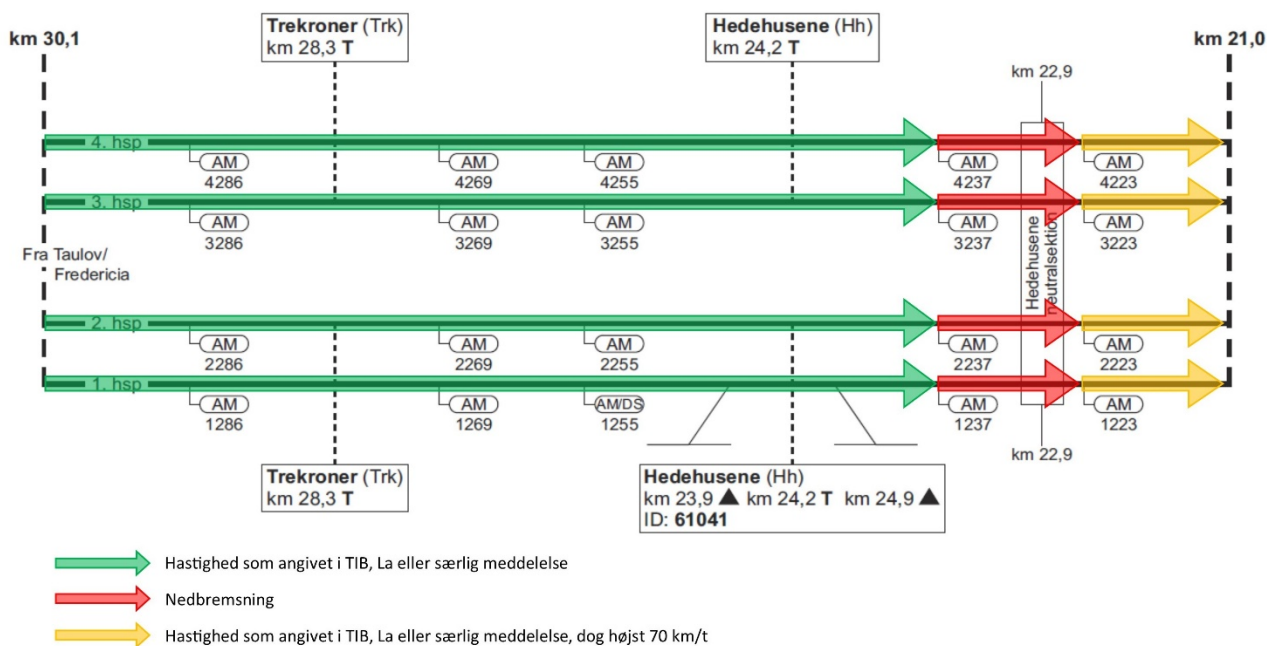 Trekroner (Trk)
km 28,3 T
Hedehusene (Hh)
km 24,2 T
km 30,1
km 21,0
km 22,9
4. hsp
AM
4286
AM
4269
AM
4255
AM
4237
AM
4223
3. hsp
AM
3286
AM
3269
AM
3255
AM
3237
AM
3223
Fra Taulov/
Fredericia
Hedehusene
neutralsektion
2. hsp
AM
2286
AM
2269
AM
2255
AM
2237
AM
2223
1. hsp
AM
1286
AM
1269
AM/DS
1255
AM
1237
AM
1223
km 22,9
Trekroner (Trk)
km 28,3 T
Hedehusene (Hh)
km 23,9 ▲ km 24,2 T km 24,9 ▲
ID: 61041
Hastighed som angivet i TIB, La eller særlig meddelelse
Nedbremsning
Hastighed som angivet i TIB, La eller særlig meddelelse, dog højst 70 km/t